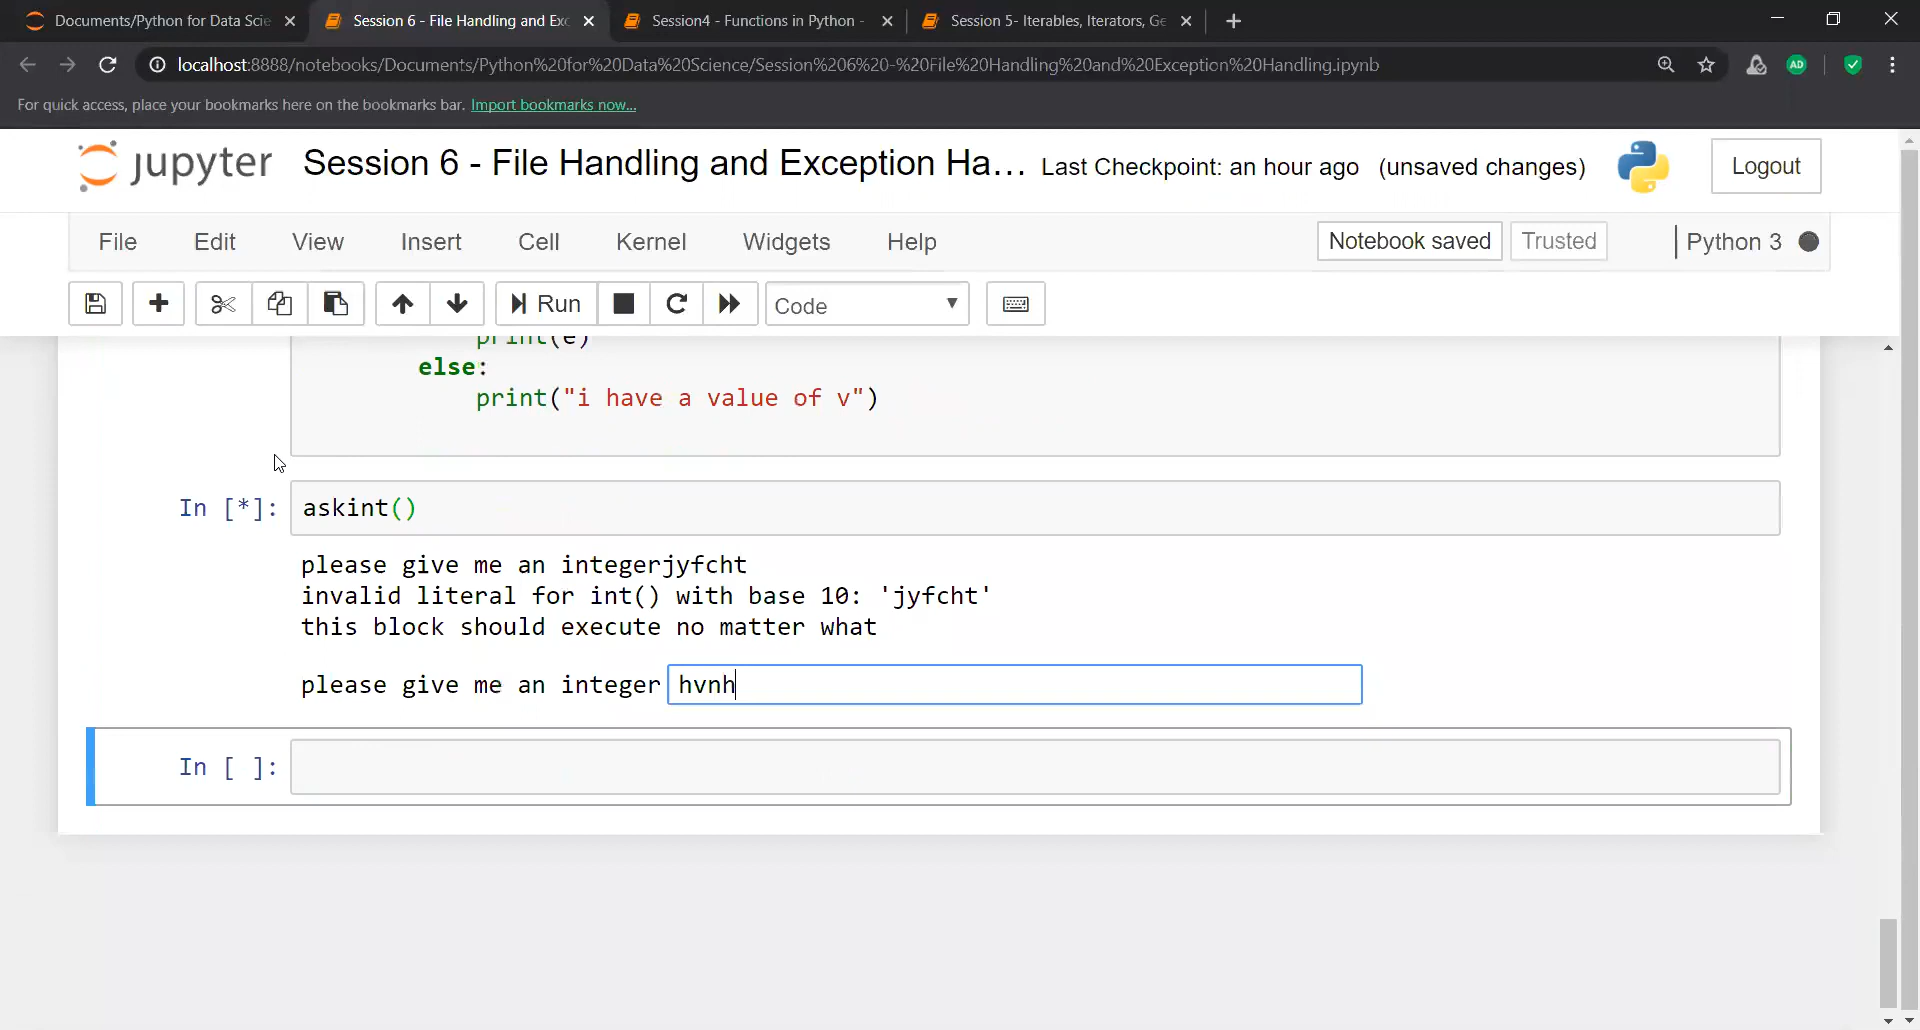 Documents/Python for Data Scie
Session 6 - File Handling and Exc
Session4 - Functions in Python -
Session 5- Iterables, Iterators, Ge
localhost:8888/notebooks/Documents/Python%20for%20Data%20Science/Session%206%20-%20File%20Handling%20and%20Exception%20Handling.ipynb
AD
For quick access, place your bookmarks here on the bookmarks bar. Import bookmarks now...
jupyter Session 6 - File Handling and Exception Ha... Last Checkpoint: an hour ago (unsaved changes) Logout
File Edit View Insert Cell Kernel Widgets Help Notebook saved Trusted Python 3
Run Code
print(e)
else:
print("i have a value of v")
In [*]: askint()
please give me an integerjyfcht
invalid literal for int() with base 10: 'jyfcht'
this block should execute no matter what
please give me an integer hvnh
In [ ]: